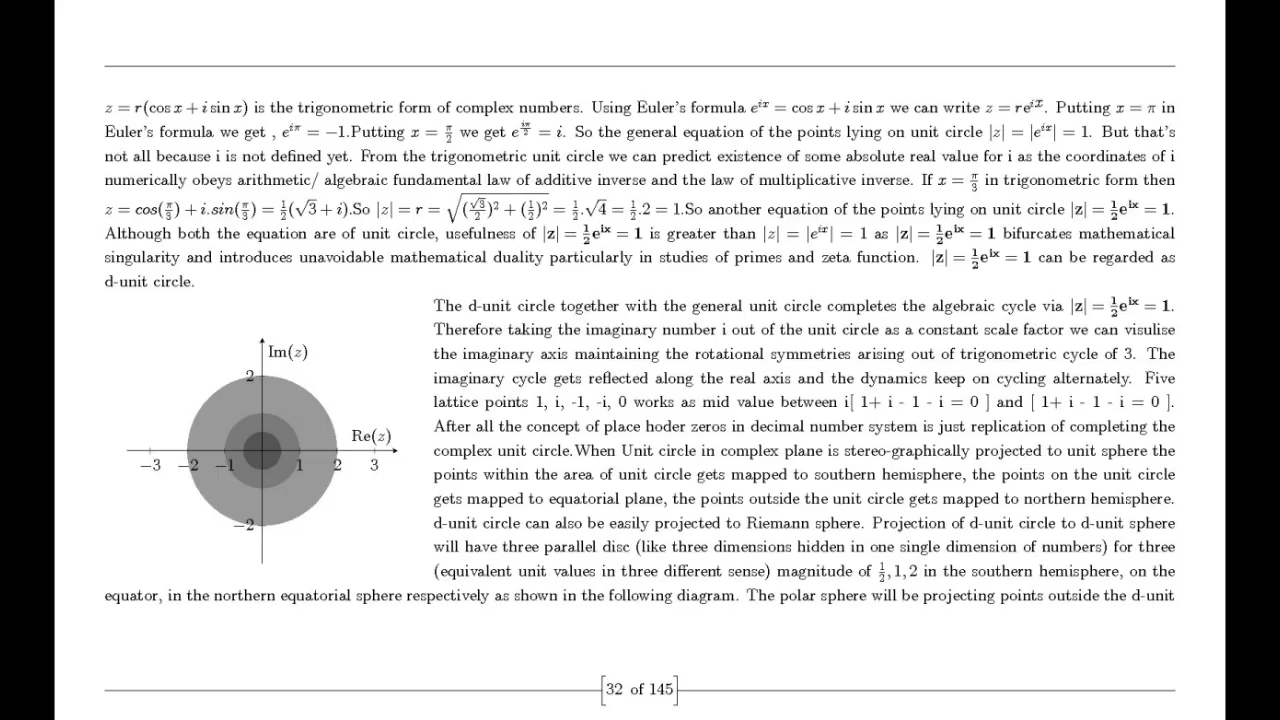 z = r(cos x + i sin x) is the trigonometric form of complex numbers. Using Euler's formula e^{ix} = cos x + i sin x we can write z = re^{ix}. Putting x = π in
Euler's formula we get , e^{iπ} = −1.Putting x = π/2 we get e^{iπ/2} = i. So the general equation of the points lying on unit circle |z| = |e^{ix}| = 1. But that's
not all because i is not defined yet. From the trigonometric unit circle we can predict existence of some absolute real value for i as the coordinates of i
numerically obeys arithmetic/ algebraic fundamental law of additive inverse and the law of multiplicative inverse. If x = π/3 in trigonometric form then
z = cos(π/3) + i.sin(π/3) = 1/2(√3 + i).So |z| = r = √((√3/2)² + (1/2)²) = 1/2.√4 = 1/2.2 = 1.So another equation of the points lying on unit circle |z| = 1/2 e^{ix} = 1.
Although both the equation are of unit circle, usefulness of |z| = 1/2 e^{ix} = 1 is greater than |z| = |e^{ix}| = 1 as |z| = 1/2 e^{ix} = 1 bifurcates mathematical
singularity and introduces unavoidable mathematical duality particularly in studies of primes and zeta function. |z| = 1/2 e^{ix} = 1 can be regarded as
d-unit circle.
The d-unit circle together with the general unit circle completes the algebraic cycle via |z| = 1/2 e^{ix} = 1.
Therefore taking the imaginary number i out of the unit circle as a constant scale factor we can visulise
the imaginary axis maintaining the rotational symmetries arising out of trigonometric cycle of 3. The
imaginary cycle gets reflected along the real axis and the dynamics keep on cycling alternately. Five
lattice points 1, i, -1, -i, 0 works as mid value between i[ 1+ i - 1 - i = 0 ] and [ 1+ i - 1 - i = 0 ].
After all the concept of place hoder zeros in decimal number system is just replication of completing the
complex unit circle.When Unit circle in complex plane is stereo-graphically projected to unit sphere the
points within the area of unit circle gets mapped to southern hemisphere, the points on the unit circle
gets mapped to equatorial plane, the points outside the unit circle gets mapped to northern hemisphere.
d-unit circle can also be easily projected to Riemann sphere. Projection of d-unit circle to d-unit sphere
will have three parallel disc (like three dimensions hidden in one single dimension of numbers) for three
(equivalent unit values in three different sense) magnitude of 1/2, 1, 2 in the southern hemisphere, on the
equator, in the northern equatorial sphere respectively as shown in the following diagram. The polar sphere will be projecting points outside the d-unit
Im(z)
2
Re(z)
−3 −2 −1 1 2 3
−2
32 of 145